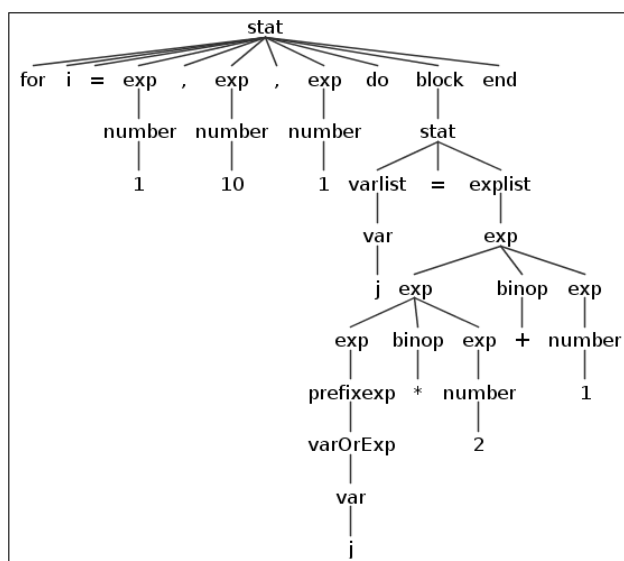 stat
for i = exp , exp , exp do block end
number number number stat
1 10 1 varlist = explist
var exp
j exp binop exp
exp binop exp + number
prefixexp * number 1
varOrExp 2
var
j